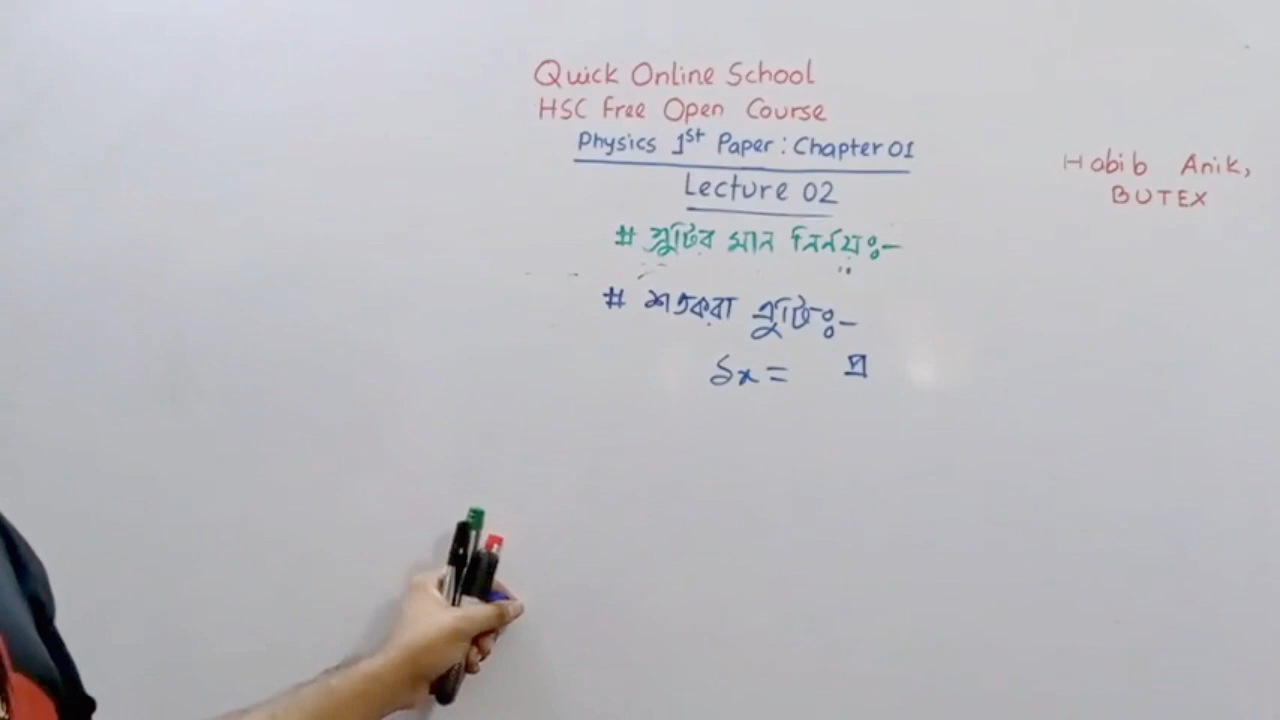 Quick Online School
HSC Free Open Course
Physics 1st Paper: Chapter 01
Lecture 02
Habib Anik,
BUTEX
# ত্রুটির মান নির্নয়ঃ-
# শতকরা ত্রুটিঃ-
δx = প্র